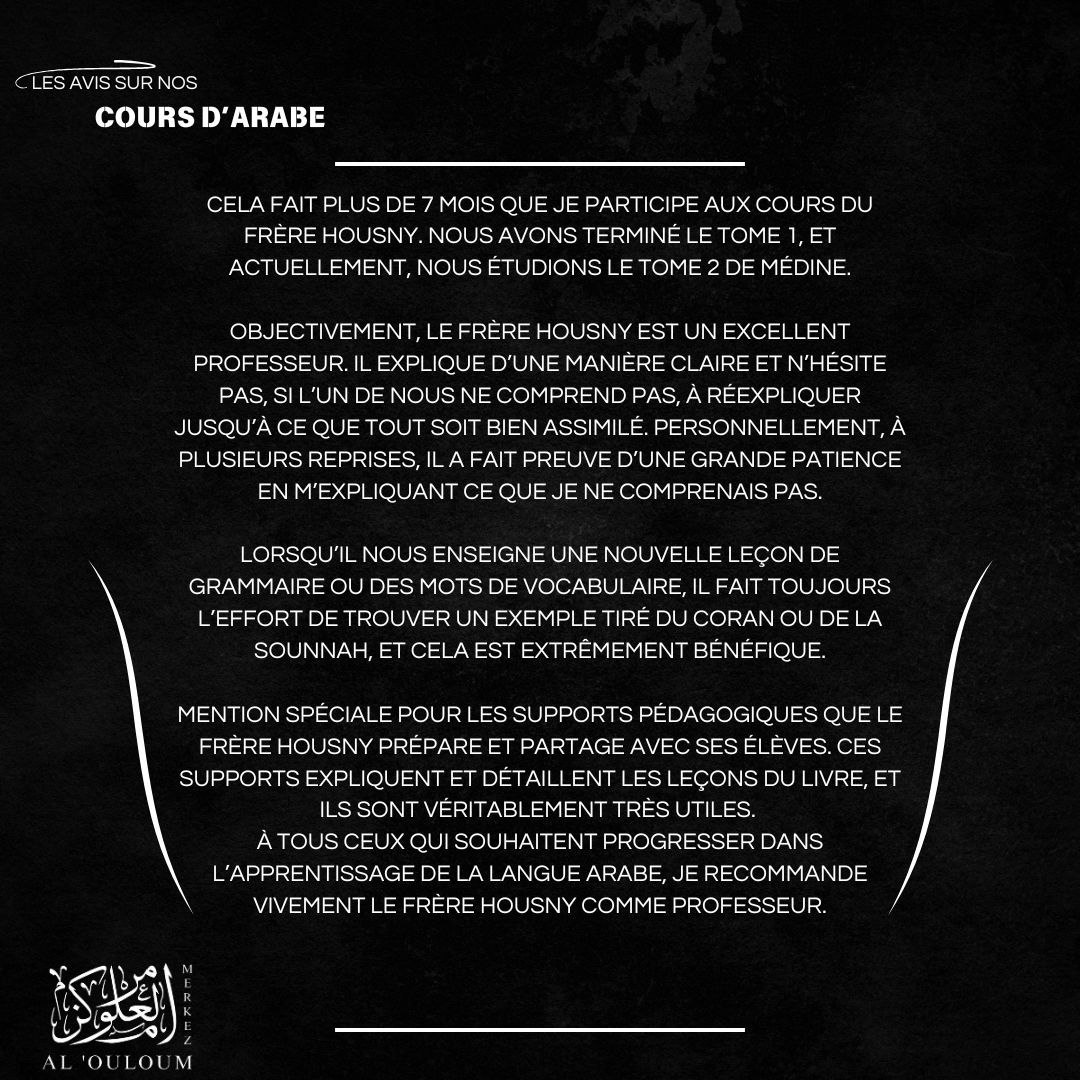 LES AVIS SUR NOS
COURS D'ARABE
CELA FAIT PLUS DE 7 MOIS QUE JE PARTICIPE AUX COURS DU
FRÈRE HOUSNY. NOUS AVONS TERMINÉ LE TOME 1, ET
ACTUELLEMENT, NOUS ÉTUDIONS LE TOME 2 DE MÉDINE.
OBJECTIVEMENT, LE FRÈRE HOUSNY EST UN EXCELLENT
PROFESSEUR. IL EXPLIQUE D'UNE MANIÈRE CLAIRE ET N'HÉSITE
PAS, SI L'UN DE NOUS NE COMPREND PAS, À RÉEXPLIQUER
JUSQU'À CE QUE TOUT SOIT BIEN ASSIMILÉ. PERSONNELLEMENT, À
PLUSIEURS REPRISES, IL A FAIT PREUVE D'UNE GRANDE PATIENCE
EN M'EXPLIQUANT CE QUE JE NE COMPRENAIS PAS.
LORSQU'IL NOUS ENSEIGNE UNE NOUVELLE LEÇON DE
GRAMMAIRE OU DES MOTS DE VOCABULAIRE, IL FAIT TOUJOURS
L'EFFORT DE TROUVER UN EXEMPLE TIRÉ DU CORAN OU DE LA
SOUNNAH, ET CELA EST EXTRÊMEMENT BÉNÉFIQUE.
MENTION SPÉCIALE POUR LES SUPPORTS PÉDAGOGIQUES QUE LE
FRÈRE HOUSNY PRÉPARE ET PARTAGE AVEC SES ÉLÈVES. CES
SUPPORTS EXPLIQUENT ET DÉTAILLENT LES LEÇONS DU LIVRE, ET
ILS SONT VÉRITABLEMENT TRÈS UTILES.
À TOUS CEUX QUI SOUHAITENT PROGRESSER DANS
L'APPRENTISSAGE DE LA LANGUE ARABE, JE RECOMMANDE
VIVEMENT LE FRÈRE HOUSNY COMME PROFESSEUR.
مركز العلوم
MERKEZ
AL 'OULOUM